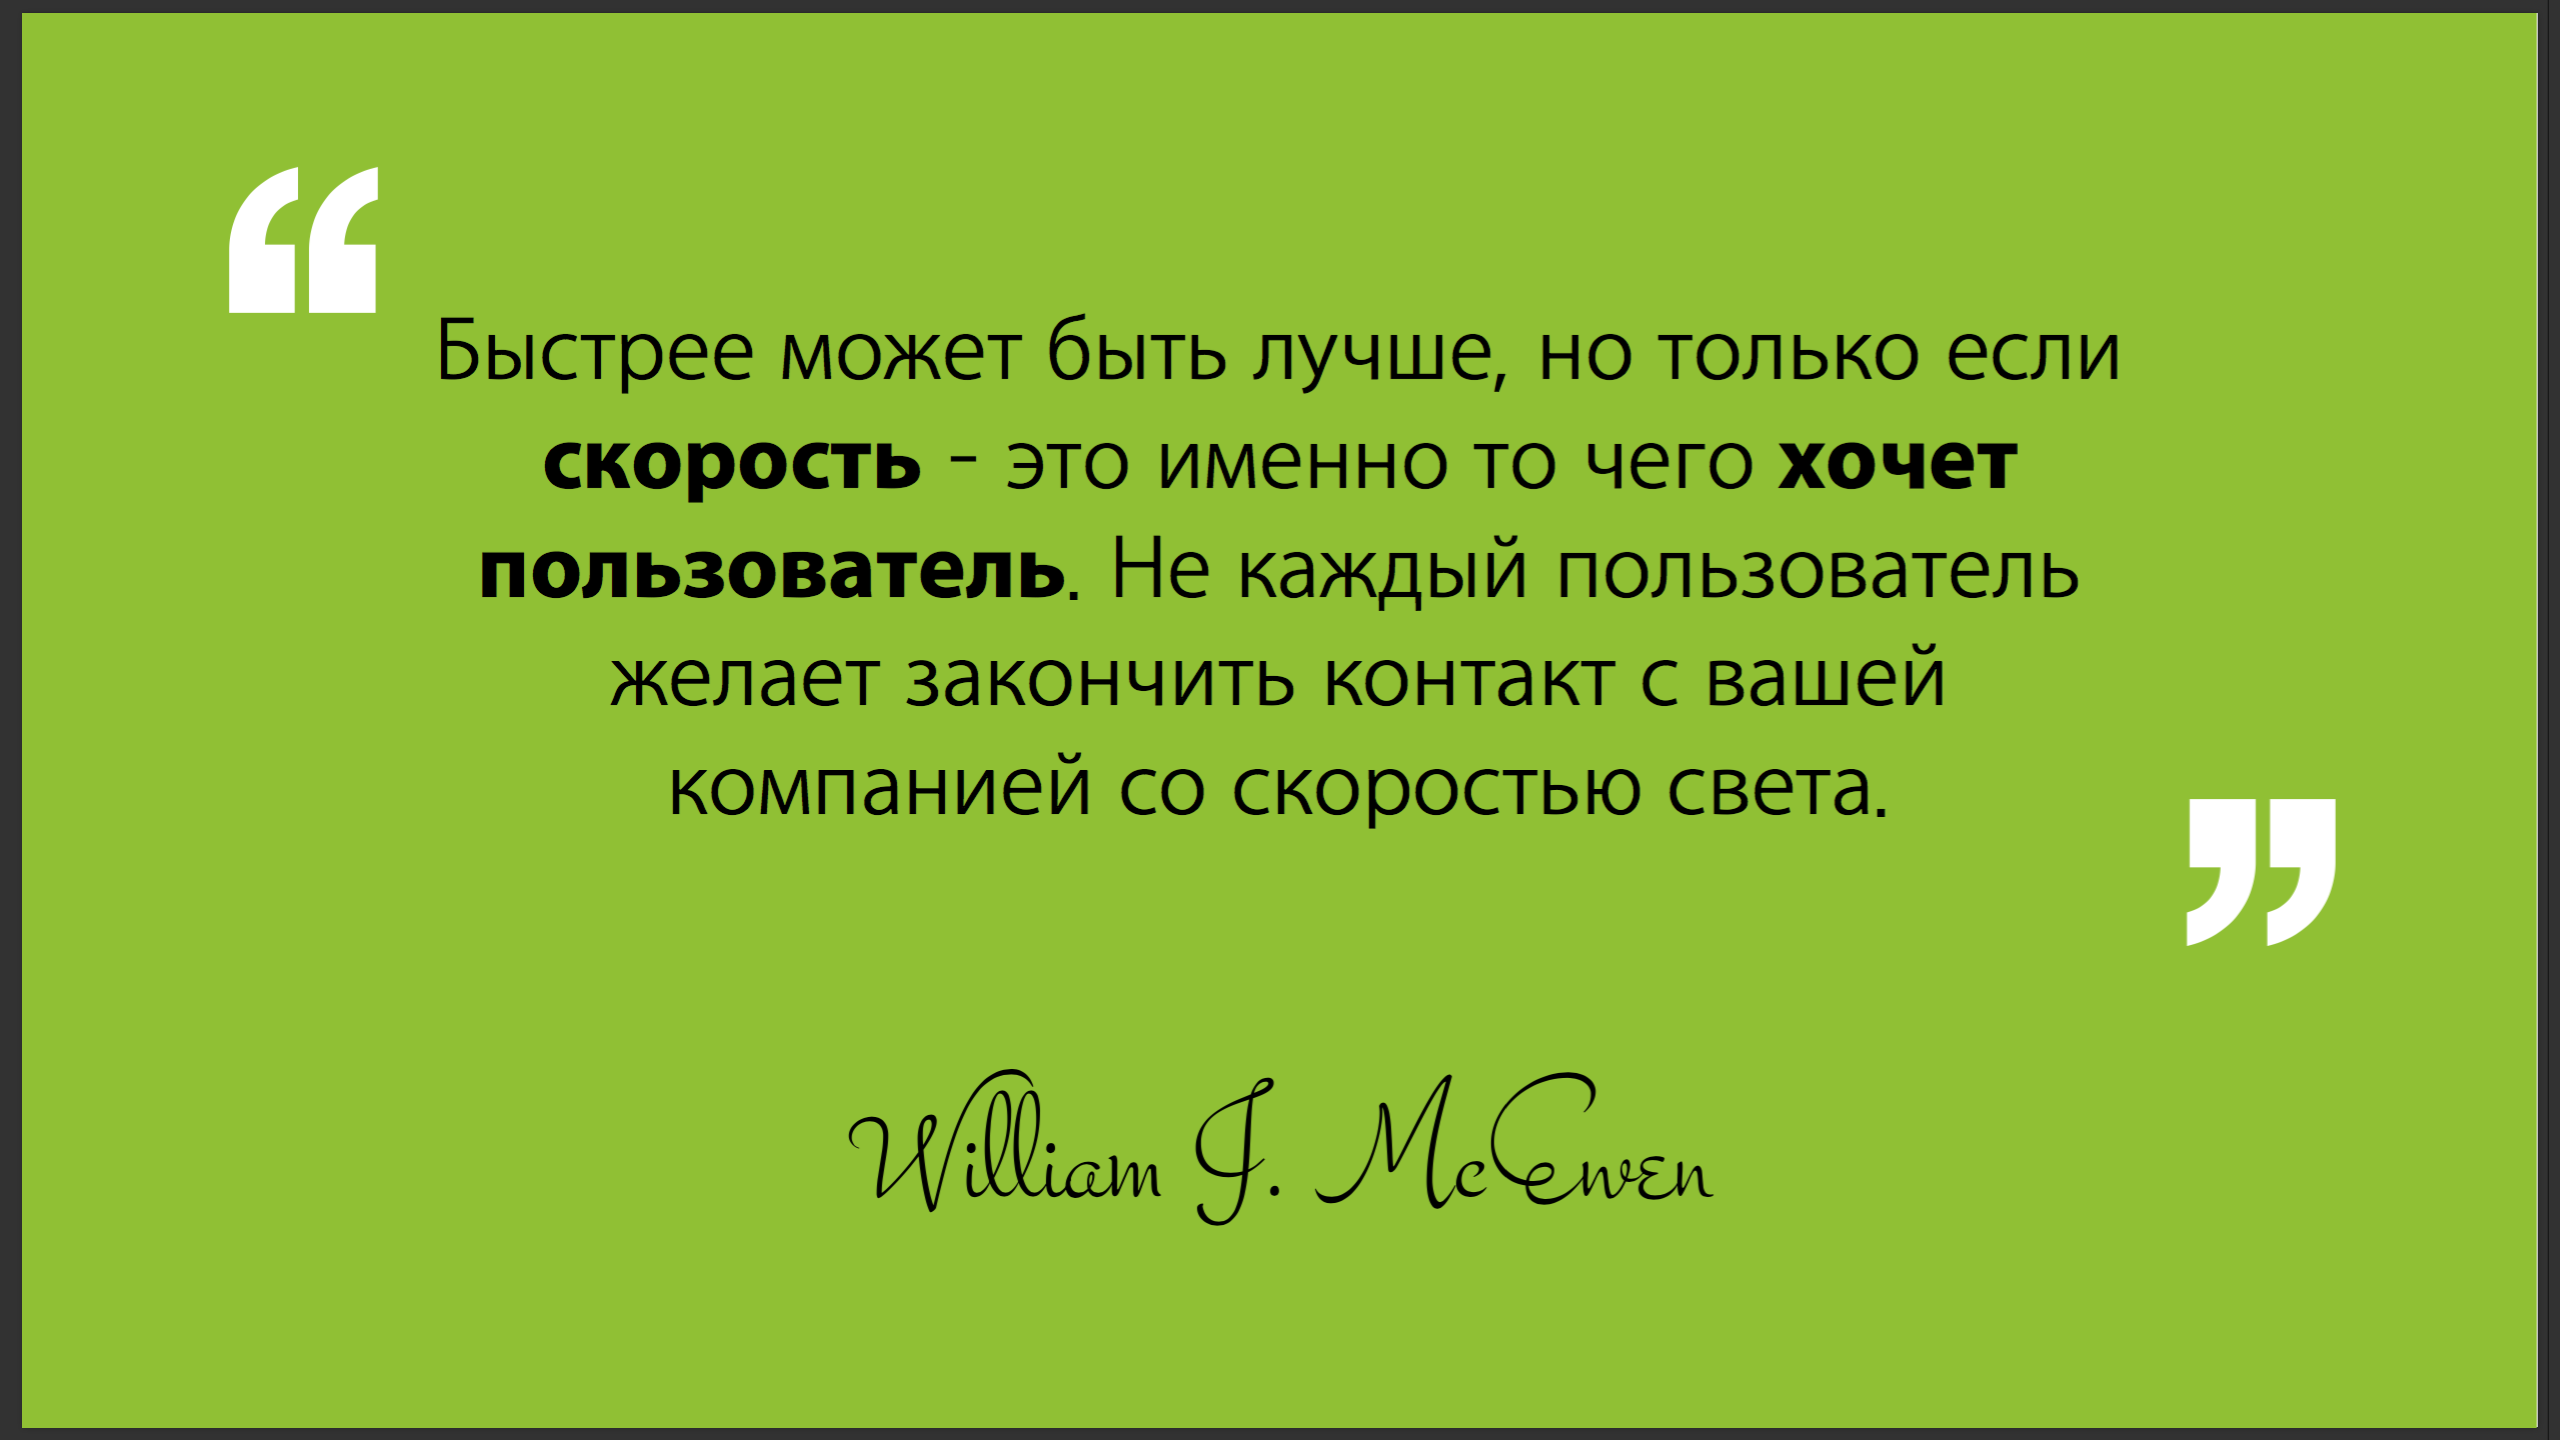 “
Быстрее может быть лучше, но только если
скорость - это именно то чего хочет
пользователь. Не каждый пользователь
желает закончить контакт с вашей
компанией со скоростью света.
”
William J. McEwen